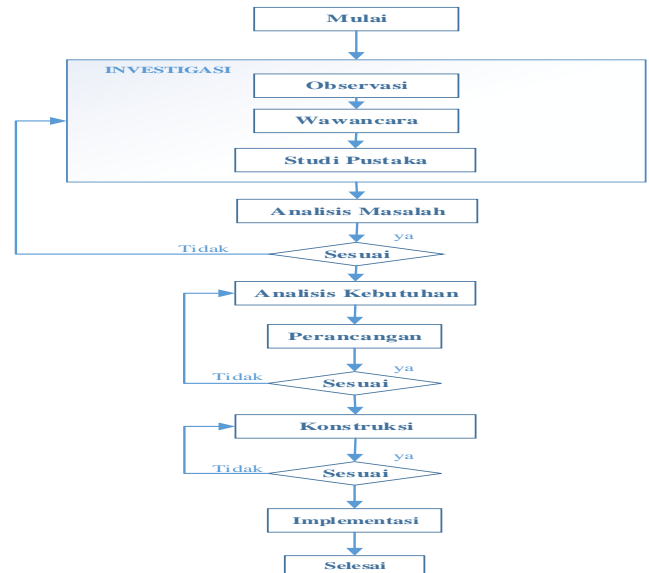 Mulai
INVESTIGASI
Observasi
Wawancara
Studi Pustaka
Analisis Masalah
Tidak
ya
Sesuai
Analisis Kebutuhan
Perancangan
Tidak
ya
Sesuai
Konstruksi
Tidak
ya
Sesuai
Implementasi
Selesai